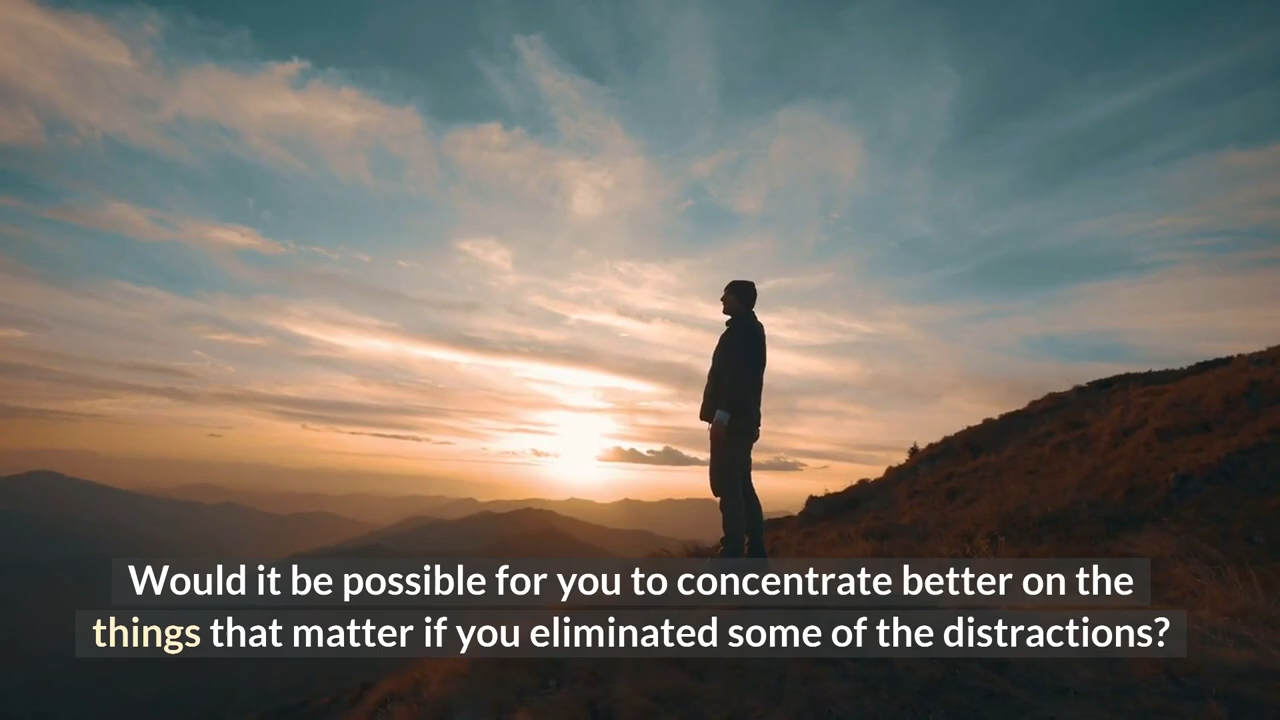 Would it be possible for you to concentrate better on the
things that matter if you eliminated some of the distractions?